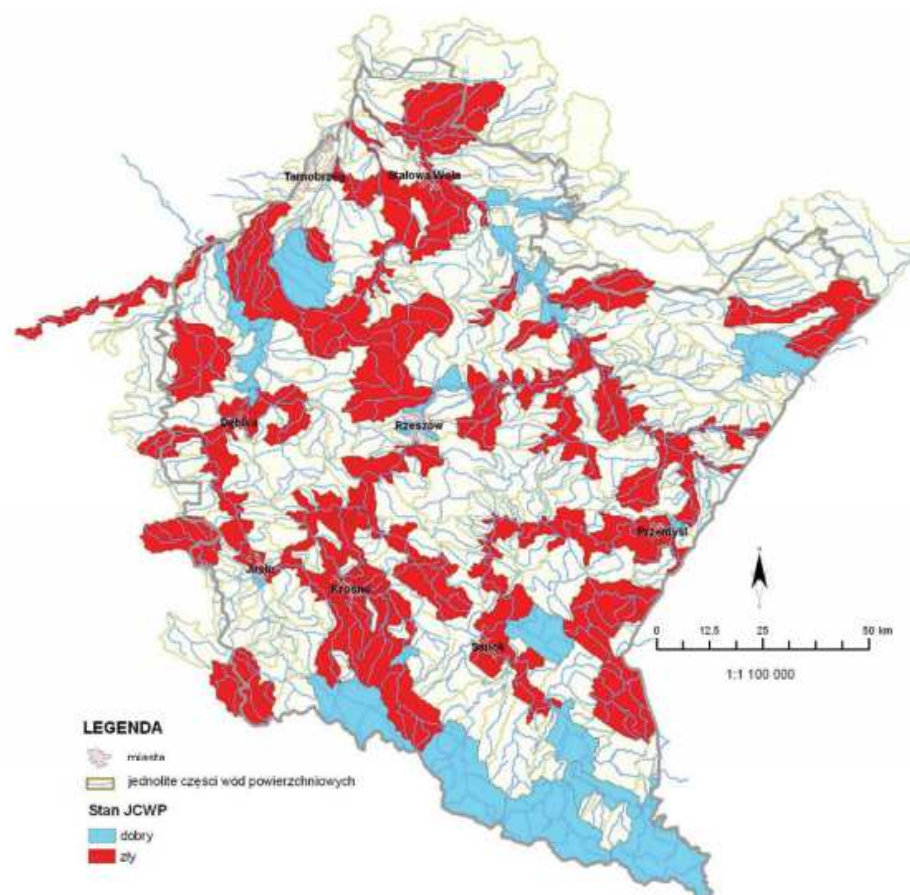 Tarnobrzeg
Stalowa Wola
Dębica
Rzeszów
Przemyśl
Jasło
Krosno
Sanok
0 12,5 25 50 km
1:1 100 000
LEGENDA
miasta
jednolite części wód powierzchniowych
Stan JCWP
dobry
zły